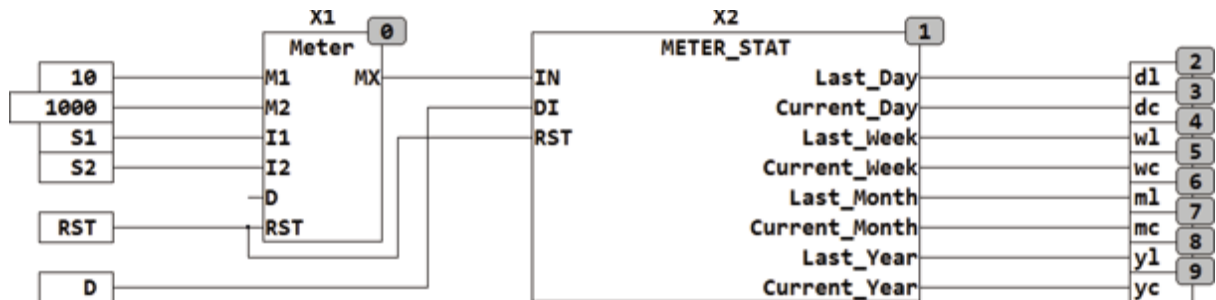 X1 X2
0 1
Meter METER_STAT
2
10 M1 MX IN Last_Day dl
3
1000 M2 DI Current_Day dc
4
S1 I1 RST Last_Week wl
5
S2 I2 Current_Week wc
6
D Last_Month ml
7
RST RST Current_Month mc
8
Last_Year yl
9
D Current_Year yc